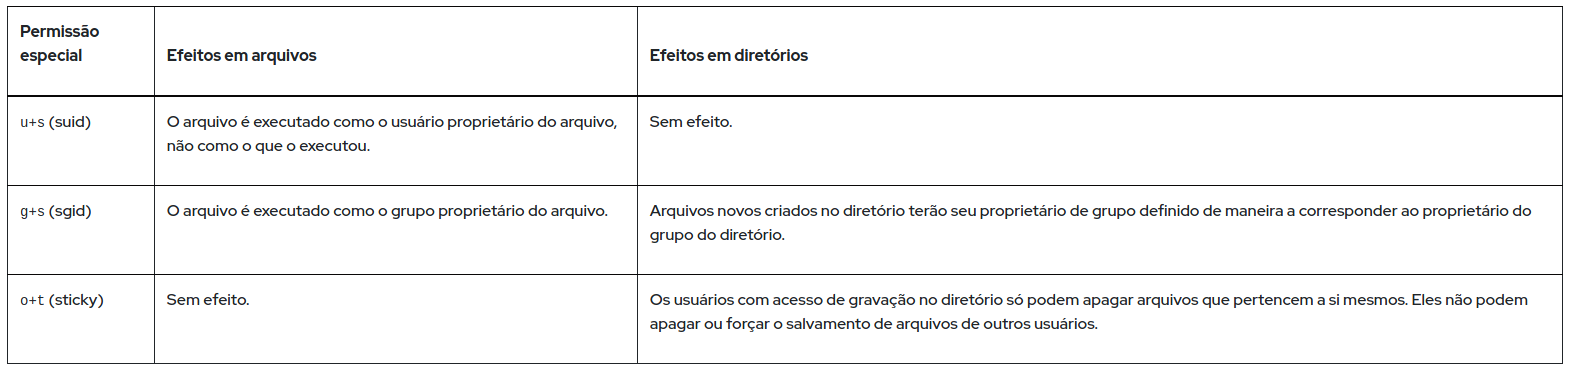 Permissão
especial
Efeitos em arquivos
Efeitos em diretórios
u+s (suid)
O arquivo é executado como o usuário proprietário do arquivo,
não como o que o executou.
Sem efeito.
g+s (sgid)
O arquivo é executado como o grupo proprietário do arquivo.
Arquivos novos criados no diretório terão seu proprietário de grupo definido de maneira a corresponder ao proprietário do
grupo do diretório.
o+t (sticky)
Sem efeito.
Os usuários com acesso de gravação no diretório só podem apagar arquivos que pertencem a si mesmos. Eles não podem
apagar ou forçar o salvamento de arquivos de outros usuários.